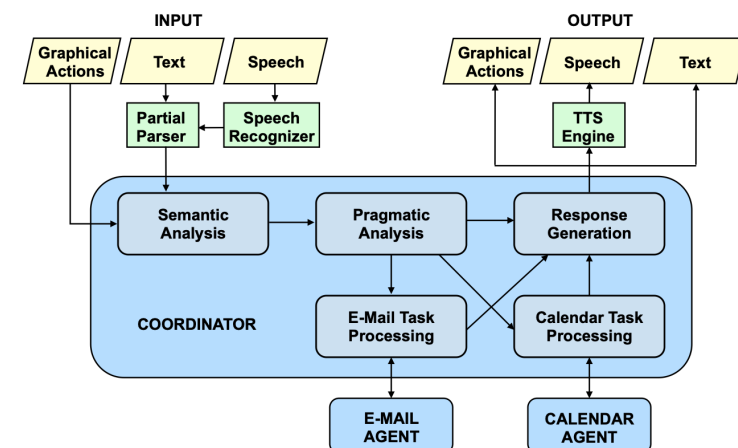 INPUT
OUTPUT
Graphical
Actions
Text
Speech
Graphical
Actions
Speech
Text
Partial
Parser
Speech
Recognizer
TTS
Engine
Semantic
Analysis
Pragmatic
Analysis
Response
Generation
COORDINATOR
E-Mail Task
Processing
Calendar Task
Processing
E-MAIL
AGENT
CALENDAR
AGENT